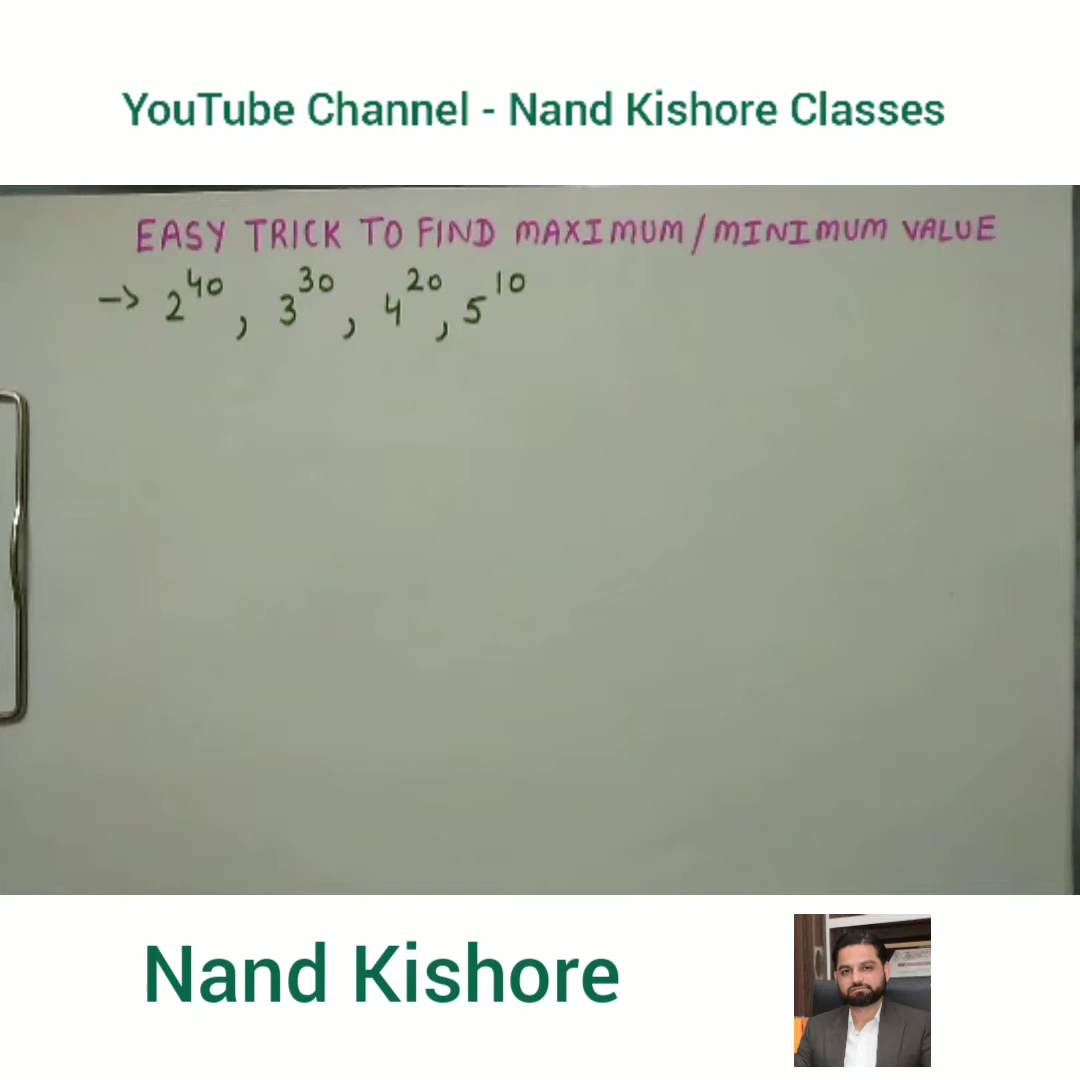 YouTube Channel - Nand Kishore Classes
EASY TRICK TO FIND MAXIMUM/MINIMUM VALUE
-> 2^40, 3^30, 4^20, 5^10
Nand Kishore